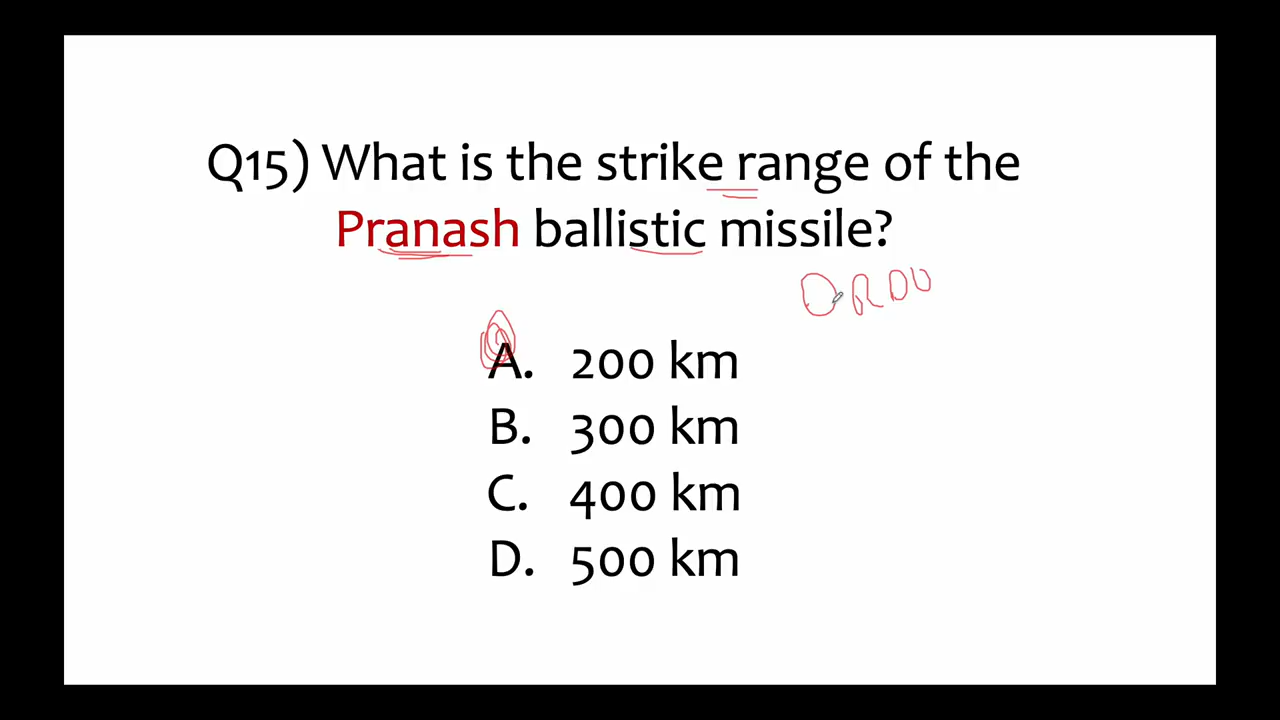 Q15) What is the strike range of the
Pranash ballistic missile?
DRDO
A. 200 km
B. 300 km
C. 400 km
D. 500 km